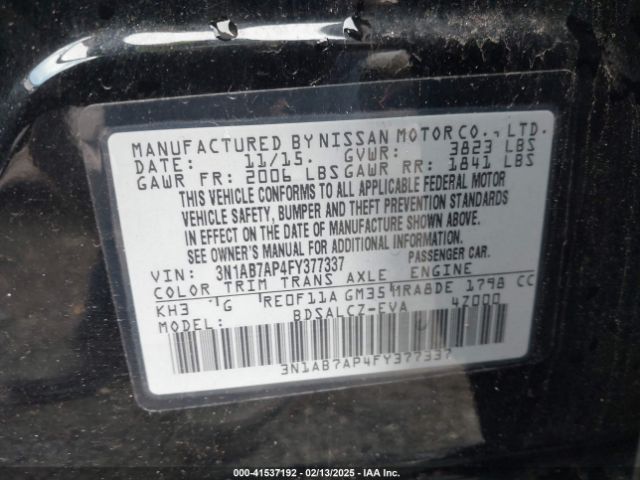 MANUFACTURED BY NISSAN MOTOR CO., LTD.
DATE: 11/15. GVWR: 3823 LBS
GAWR FR: 2006 LBS GAWR RR: 1841 LBS
THIS VEHICLE CONFORMS TO ALL APPLICABLE FEDERAL MOTOR
VEHICLE SAFETY, BUMPER AND THEFT PREVENTION STANDARDS
IN EFFECT ON THE DATE OF MANUFACTURE SHOWN ABOVE.
SEE OWNER'S MANUAL FOR ADDITIONAL INFORMATION.
VIN: 3N1AB7AP4FY377337 PASSENGER CAR.
COLOR TRIM TRANS AXLE ENGINE
KH3 G RE0F11A GM35 MRA8DE 1798 CC
MODEL: BDSALCZ-EVA 4Z000
3N1AB7AP4FY377337
© - 41537192 - 02/13/2025 - IAA Inc.